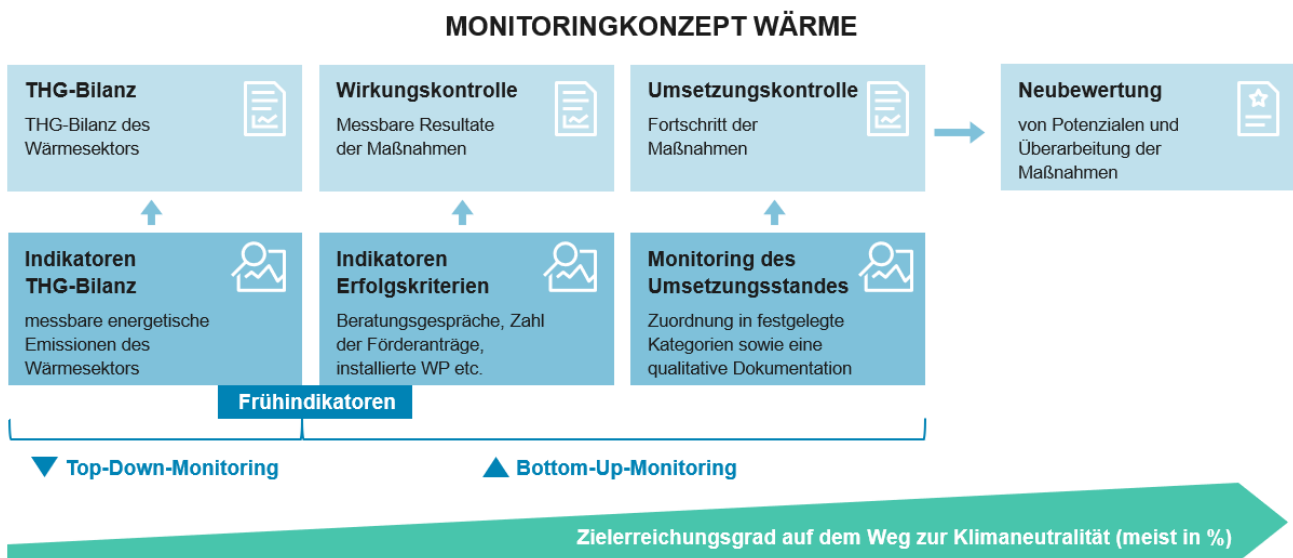 MONITORINGKONZEPT WÄRME
THG-Bilanz
THG-Bilanz des
Wärmesektors
Wirkungskontrolle
Messbare Resultate
der Maßnahmen
Umsetzungskontrolle
Fortschritt der
Maßnahmen
Neubewertung
von Potenzialen und
Überarbeitung der
Maßnahmen
Indikatoren
THG-Bilanz
messbare energetische
Emissionen des
Wärmesektors
Indikatoren
Erfolgskriterien
Beratungsgespräche, Zahl
der Förderanträge,
installierte WP etc.
Monitoring des
Umsetzungsstandes
Zuordnung in festgelegte
Kategorien sowie eine
qualitative Dokumentation
Frühindikatoren
Top-Down-Monitoring
Bottom-Up-Monitoring
Zielerreichungsgrad auf dem Weg zur Klimaneutralität (meist in %)